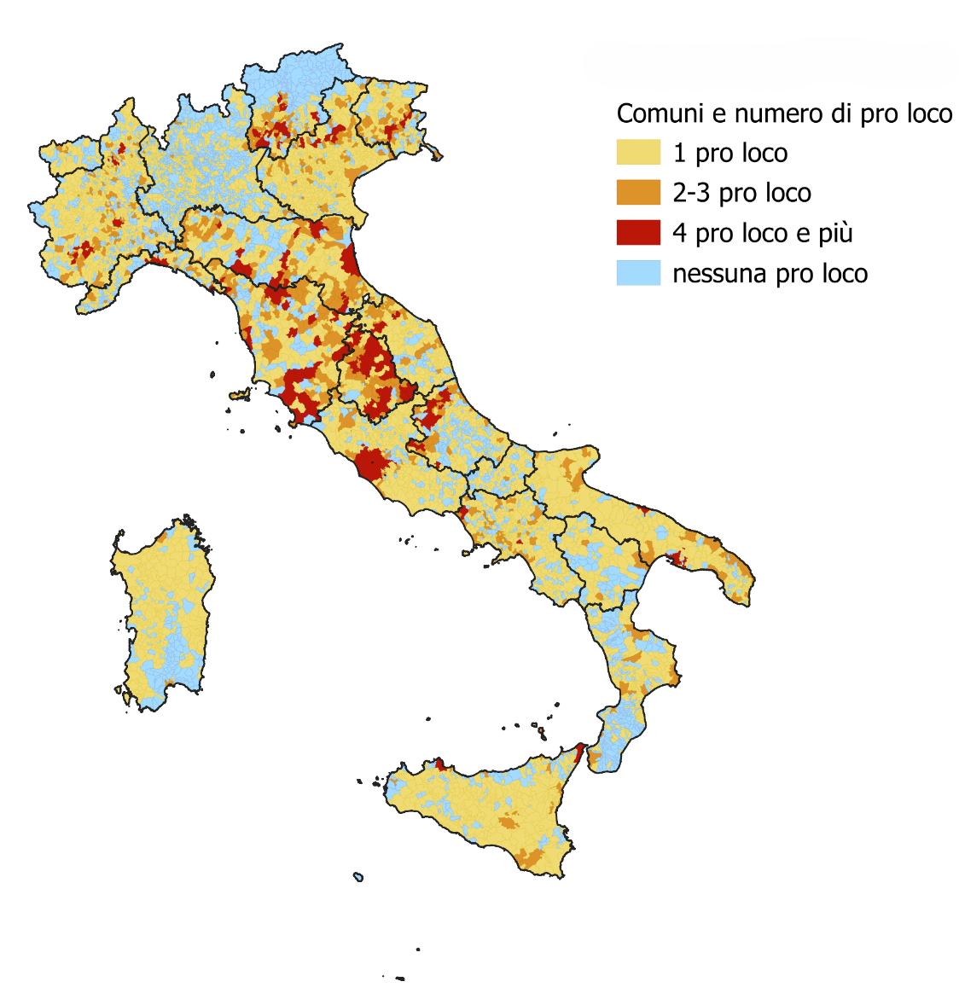 Comuni e numero di pro loco
1 pro loco
2-3 pro loco
4 pro loco e più
nessuna pro loco